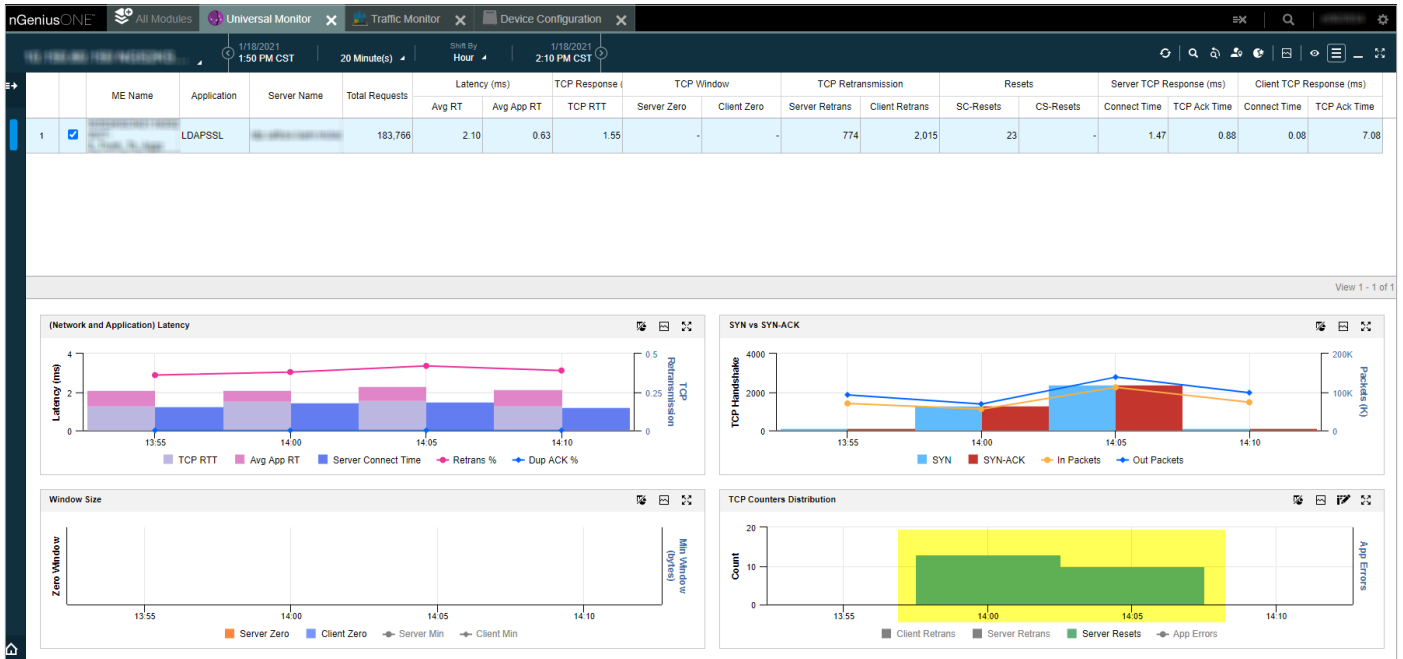 nGeniusONE™ All Modules Universal Monitor Traffic Monitor Device Configuration
1/18/2021 Shift By 1/18/2021
1:50 PM CST 20 Minute(s) Hour 2:10 PM CST
ME Name Application Server Name Total Requests Latency (ms) TCP Response ( TCP Window TCP Retransmission Resets Server TCP Response (ms) Client TCP Response (ms)
Avg RT Avg App RT TCP RTT Server Zero Client Zero Server Retrans Client Retrans SC-Resets CS-Resets Connect Time TCP Ack Time Connect Time TCP Ack Time
1 LDAPSSL 183,766 2.10 0.63 1.55 - - 774 2,015 23 - 1.47 0.88 0.08 7.08
View 1 - 1 of 1
(Network and Application) Latency
Latency (ms)
4
2
0
0.5
0.25
0
TCP Retransmission
13:55 14:00 14:05 14:10
TCP RTT Avg App RT Server Connect Time Retrans % Dup ACK %
SYN vs SYN-ACK
TCP Handshake
4000
2000
0
200K
100K
0
Packets (K)
13:55 14:00 14:05 14:10
SYN SYN-ACK In Packets Out Packets
Window Size
Zero Window
Min Window (bytes)
13:55 14:00 14:05 14:10
Server Zero Client Zero Server Min Client Min
TCP Counters Distribution
Count
20
10
0
App Errors
13:55 14:00 14:05 14:10
Client Retrans Server Retrans Server Resets App Errors